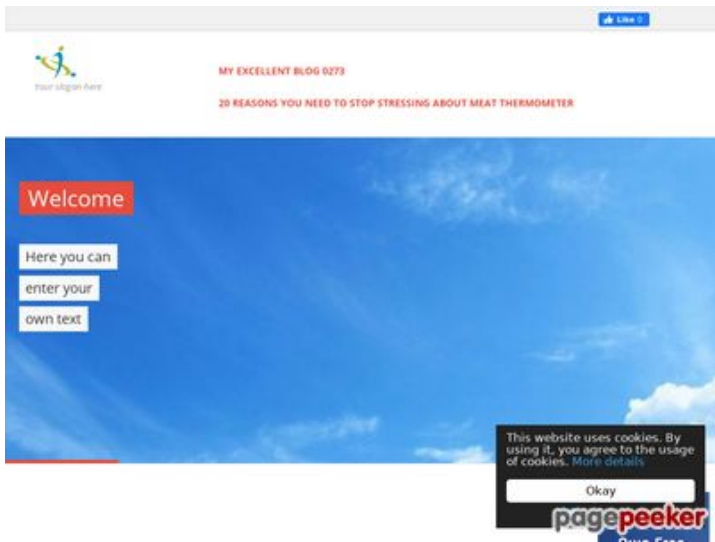 Like 0
Your slogan here
MY EXCELLENT BLOG 0273
20 REASONS YOU NEED TO STOP STRESSING ABOUT MEAT THERMOMETER
Welcome
Here you can
enter your
own text
This website uses cookies. By
using it, you agree to the usage
of cookies. More details
Okay
pagepeeker